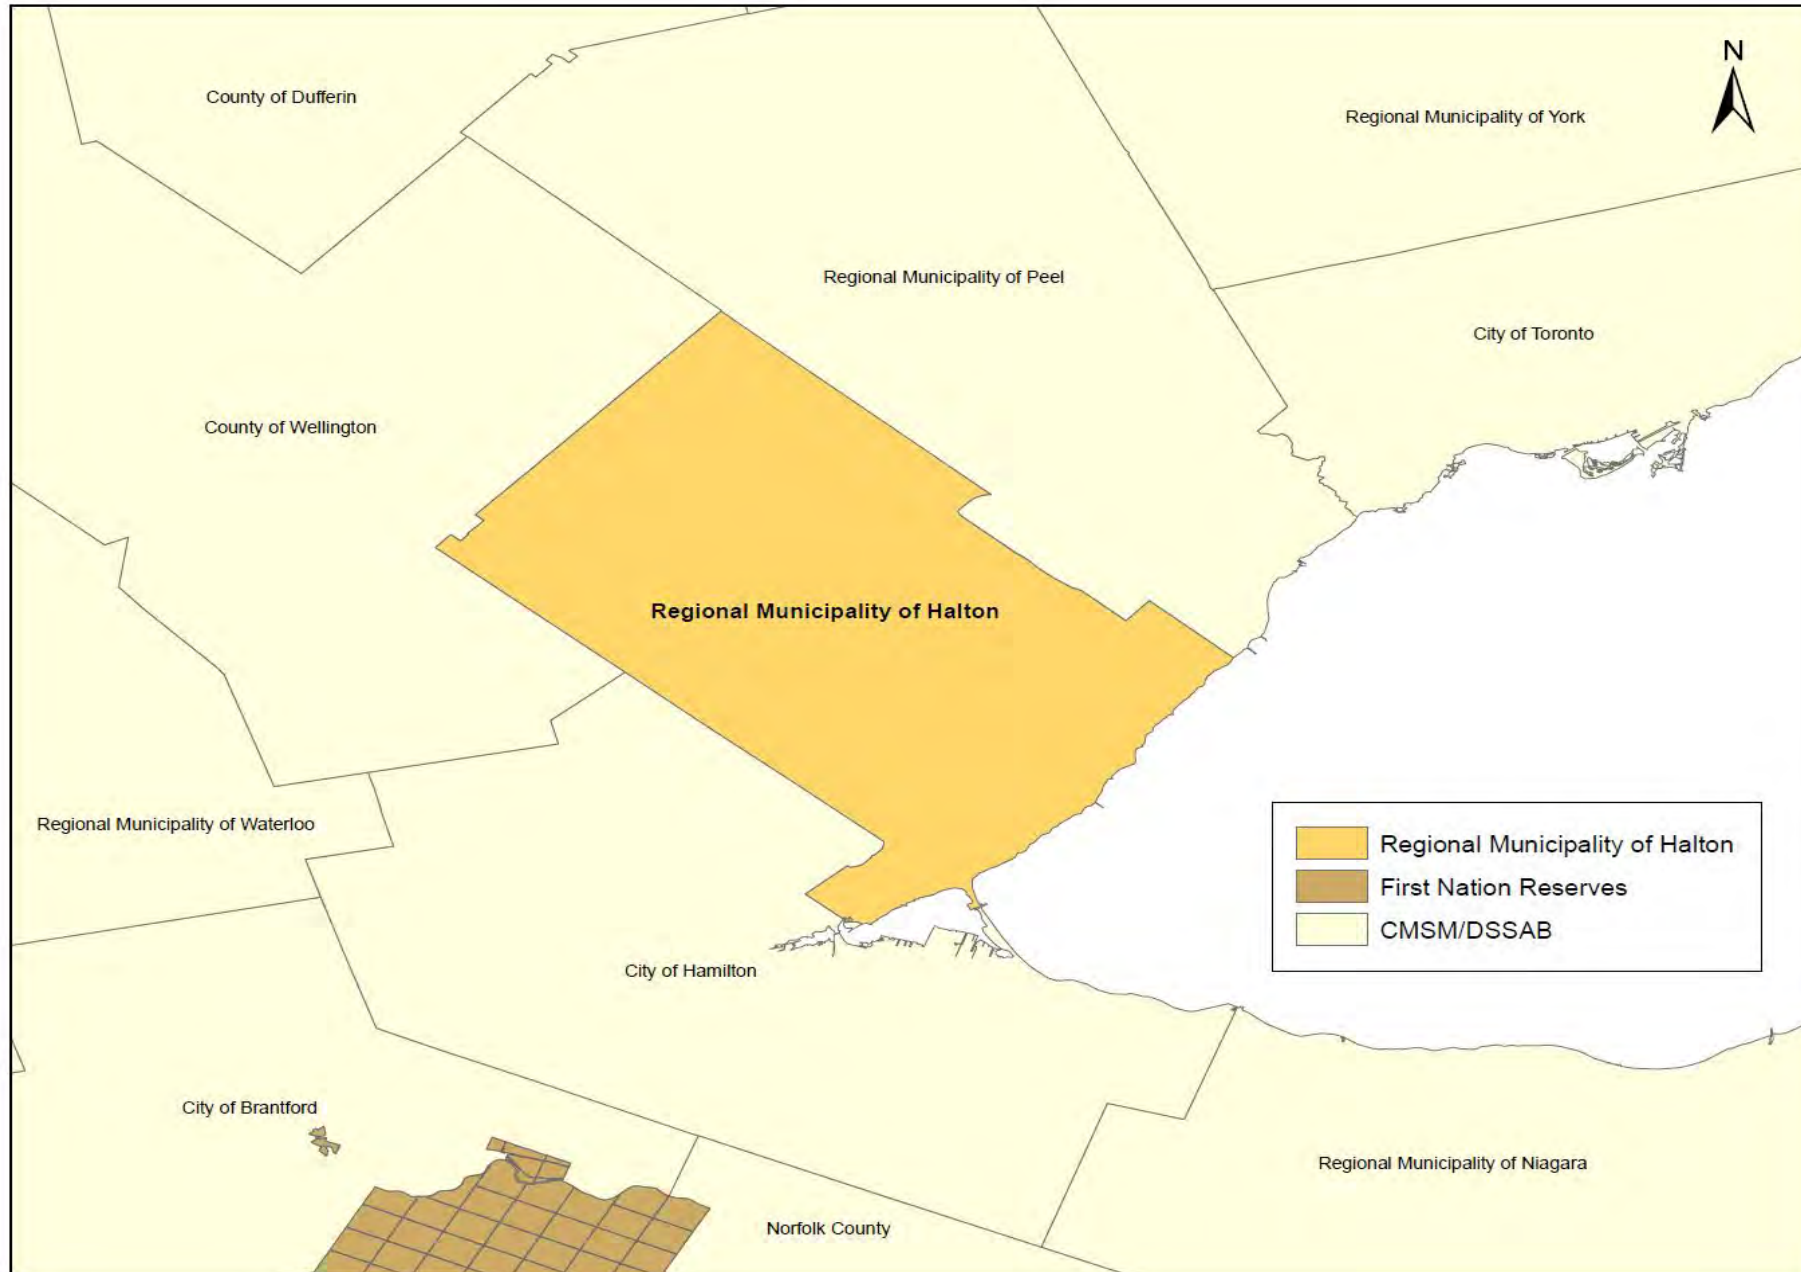 N
County of Dufferin
Regional Municipality of York
Regional Municipality of Peel
City of Toronto
County of Wellington
Regional Municipality of Halton
Regional Municipality of Waterloo
Regional Municipality of Halton
First Nation Reserves
CMSM/DSSAB
City of Hamilton
City of Brantford
Regional Municipality of Niagara
Norfolk County